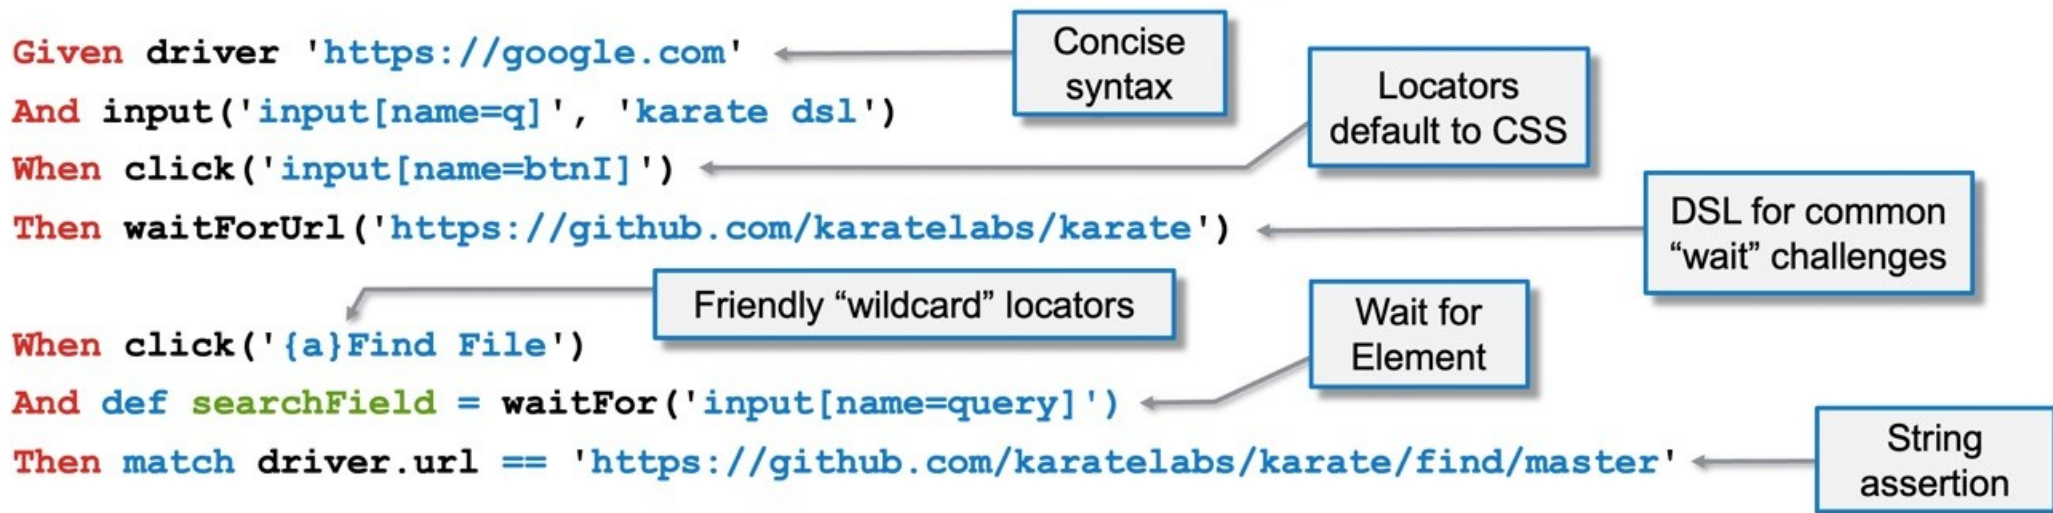 Given driver 'https://google.com'
Concise
syntax
And input('input[name=q]', 'karate dsl')
Locators
default to CSS
When click('input[name=btnI]')
Then waitForUrl('https://github.com/karatelabs/karate')
DSL for common
“wait” challenges
Friendly “wildcard” locators
When click('{a}Find File')
Wait for
Element
And def searchField = waitFor('input[name=query]')
Then match driver.url == 'https://github.com/karatelabs/karate/find/master'
String
assertion